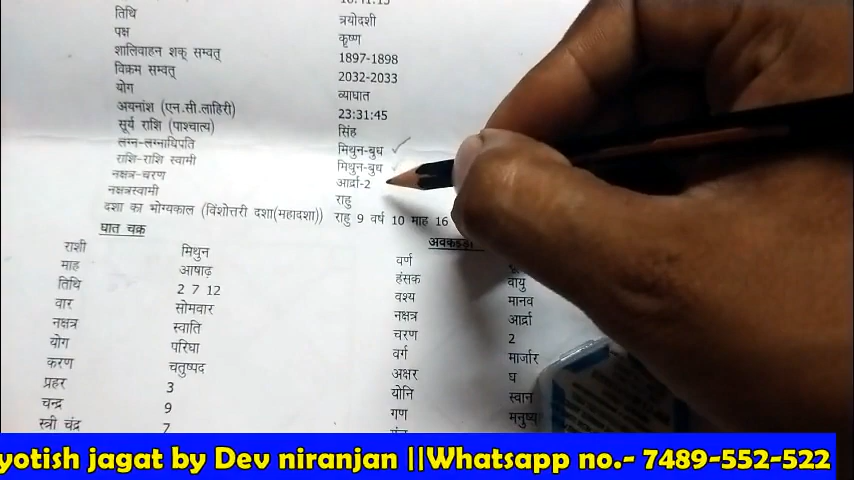 तिथि त्रयोदशी
पक्ष कृष्ण
शालिवाहन शक् सम्वत् 1897-1898
विक्रम सम्वत् 2032-2033
योग व्याघात
अयनांश (एन.सी.लाहिरी) 23:31:45
सूर्य राशि (पाश्चात्य) सिंह
लग्न-लग्नाधिपति मिथुन-बुध
राशि-राशि स्वामी मिथुन-बुध
नक्षत्र-चरण आर्द्रा-2
नक्षत्रस्वामी राहु
दशा का भोग्यकाल (विंशोत्तरी दशा(महादशा)) राहु 9 वर्ष 10 माह 16
घात चक्र
राशी मिथुन
माह आषाढ़
तिथि 2 7 12
वार सोमवार
नक्षत्र स्वाति
योग परिघा
करण चतुष्पद
प्रहर 3
चन्द्र 9
स्त्री चंद्र 7
वर्ण
हंसक वायु
वश्य मानव
नक्षत्र आर्द्रा
चरण 2
वर्ग मार्जार
अक्षर घ
योनि स्वान
गण मनुष्य
yotish jagat by Dev niranjan ||Whatsapp no.- 7489-552-522